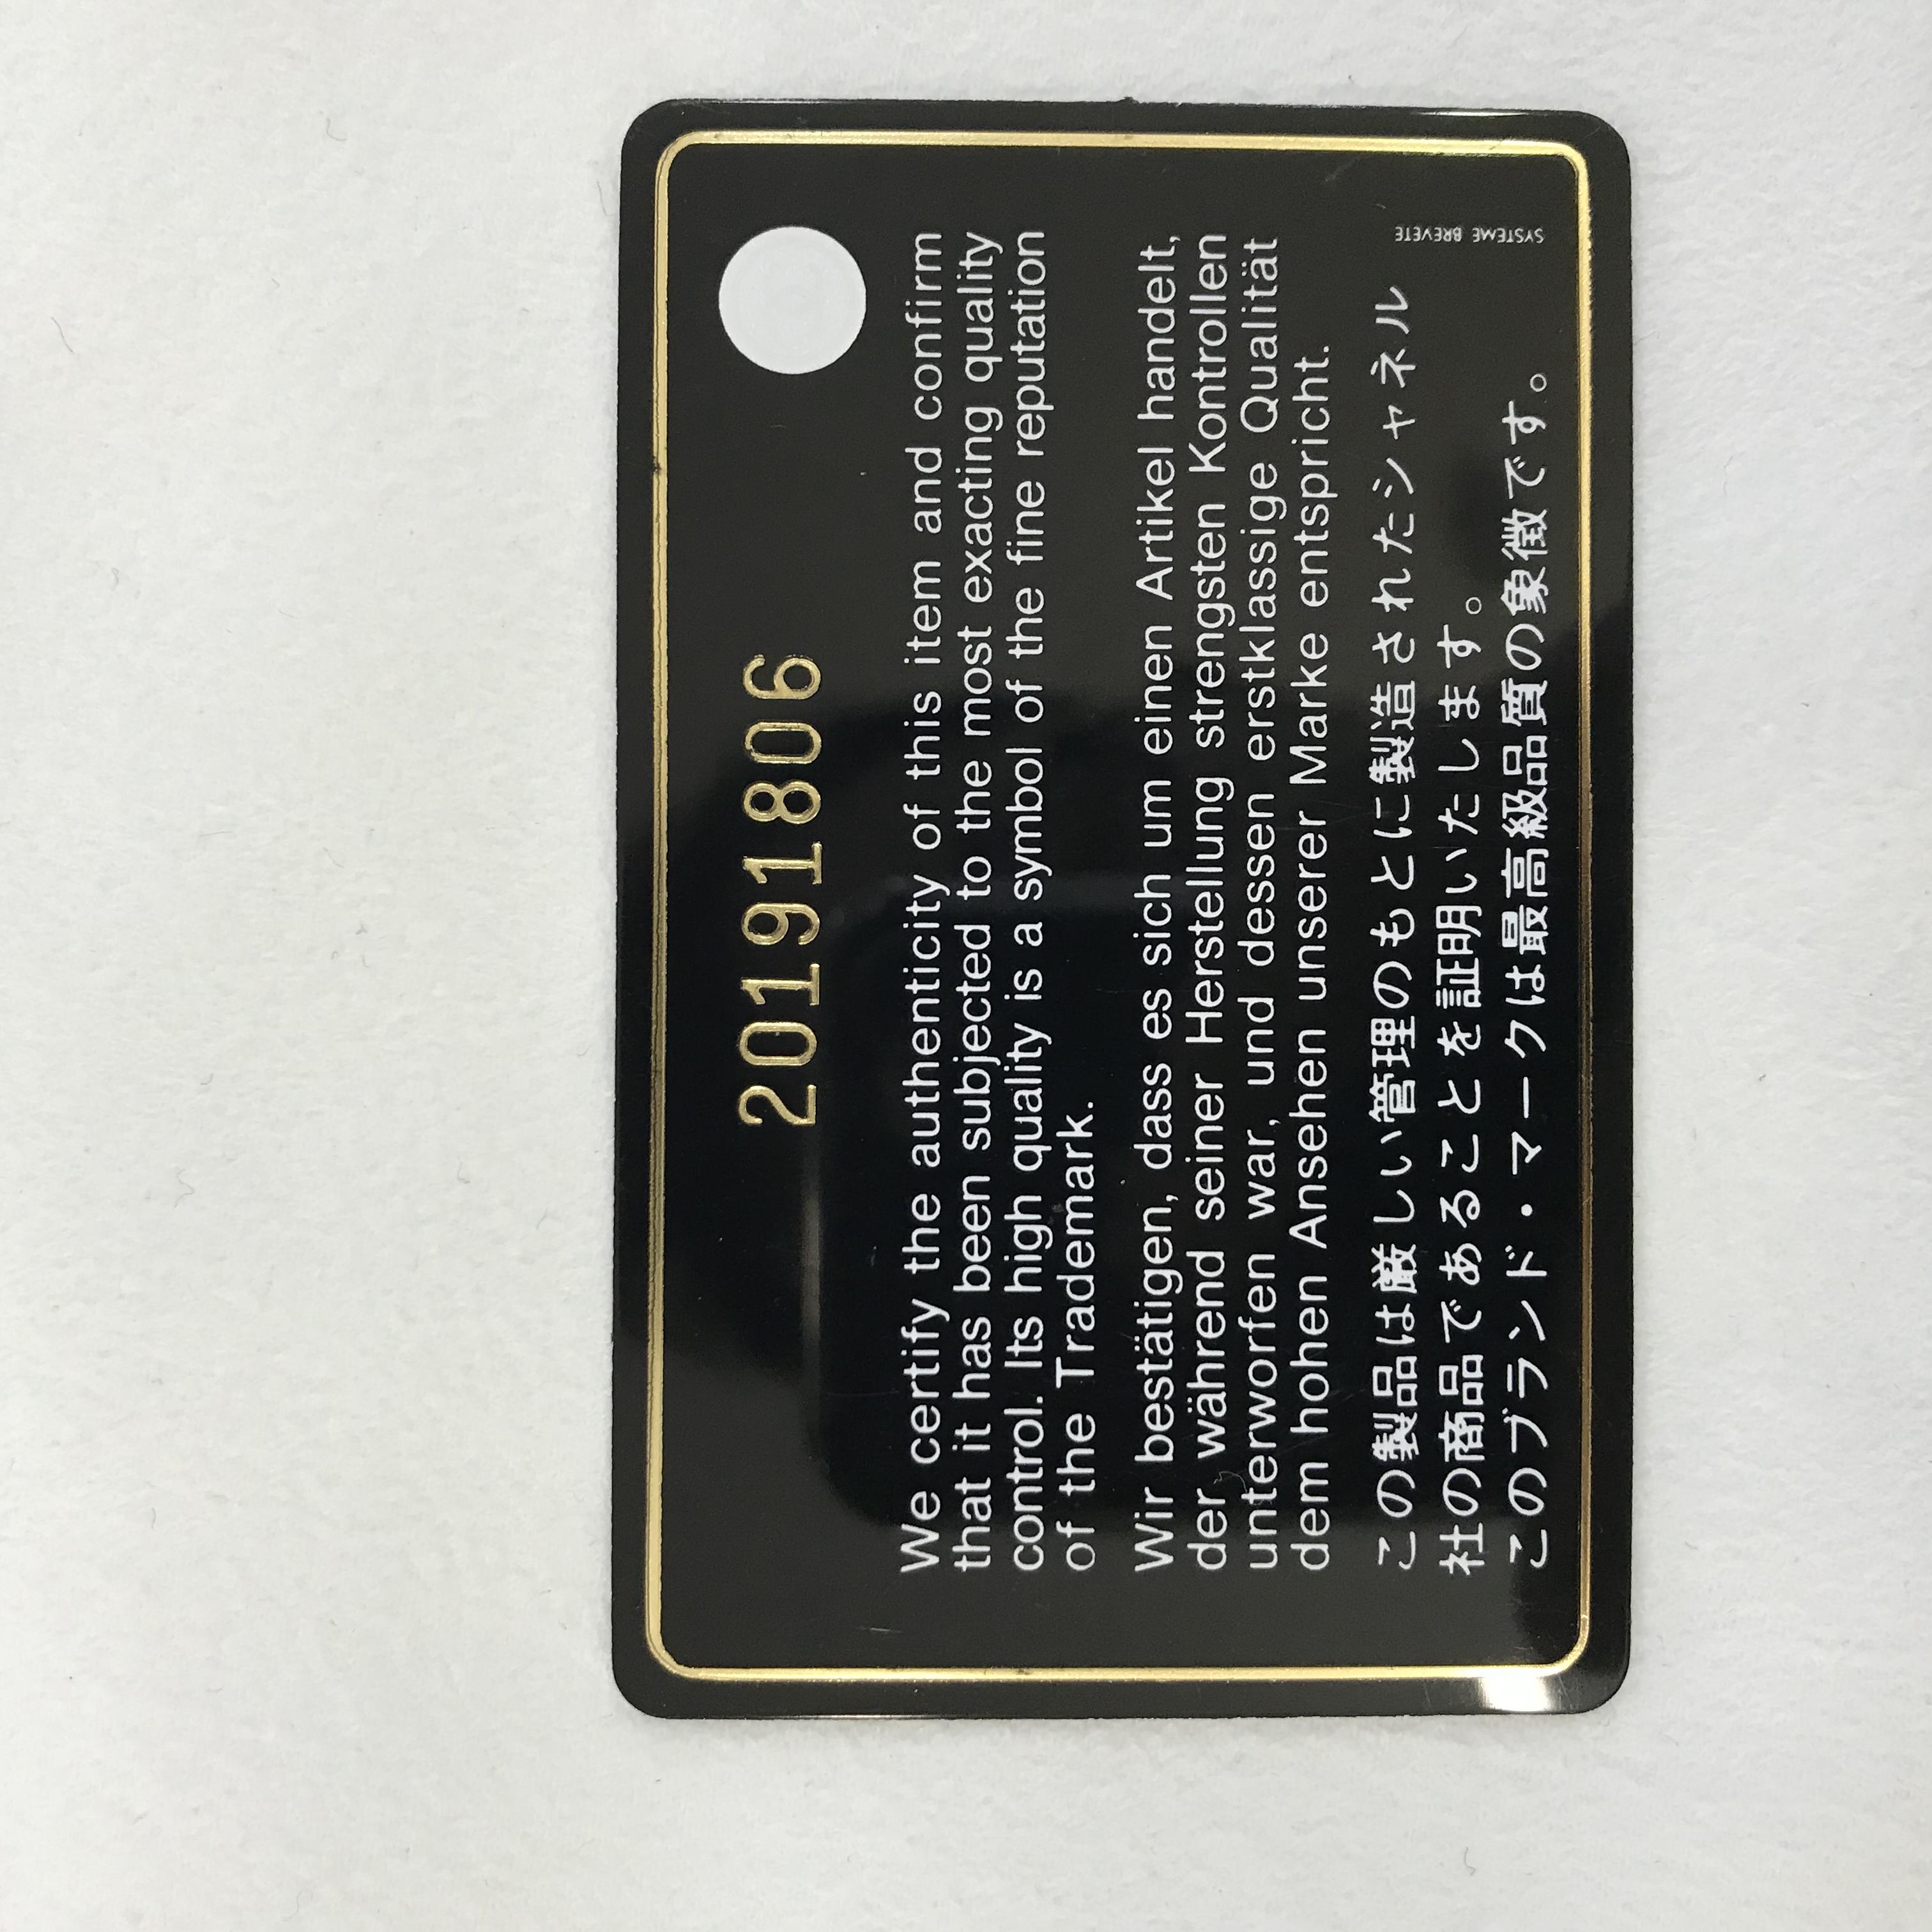 20191806
We certify the authenticity of this item and confirm
that it has been subjected to the most exacting quality
control. Its high quality is a symbol of the fine reputation
of the Trademark.
Wir bestätigen, dass es sich um einen Artikel handelt,
der während seiner Herstellung strengsten Kontrollen
unterworfen war, und dessen erstklassige Qualität
dem hohen Ansehen unserer Marke entspricht.
この製品は厳しい管理のもとに製造されたシャネル
社の商品であることを証明いたします。
このブランド・マークは最高級品質の象徴です。
SYSTEME BREVETE